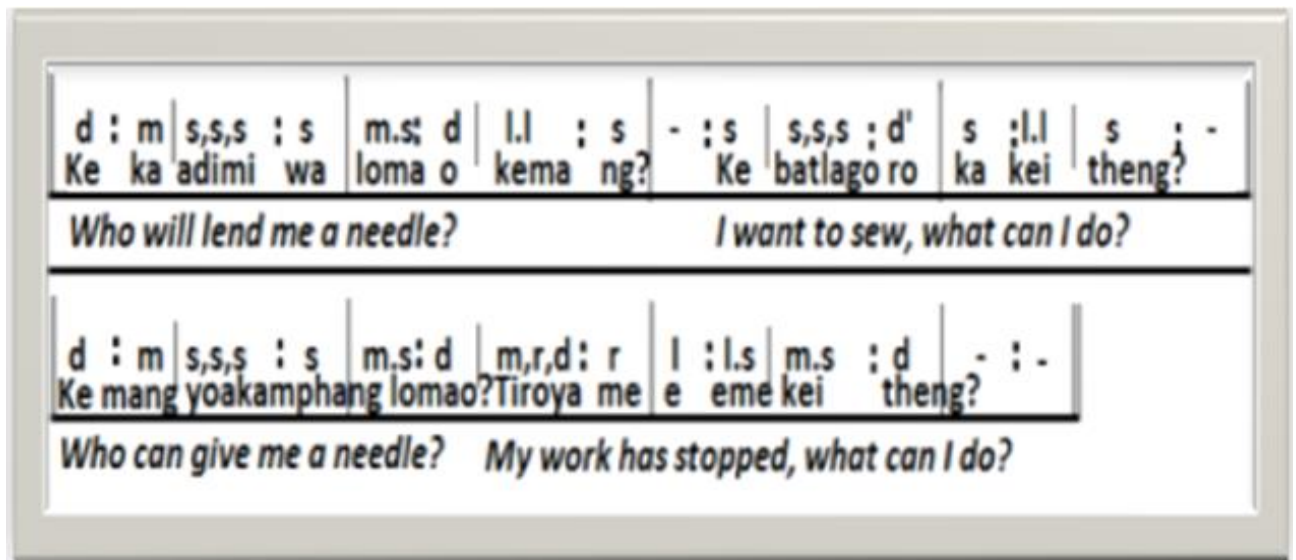 d : m | s,s,s : s | m.s: d | l.l : s | - : s | s,s,s : d' | s :l.l | s : -
Ke ka adimi wa loma o kema ng? Ke batlago ro ka kei theng?
Who will lend me a needle? I want to sew, what can I do?
d : m | s,s,s : s | m.s: d | m,r,d: r | l : l.s | m.s : d | - : -
Ke mang yoakamphang lomao?Tiroya me e eme kei theng?
Who can give me a needle? My work has stopped, what can I do?